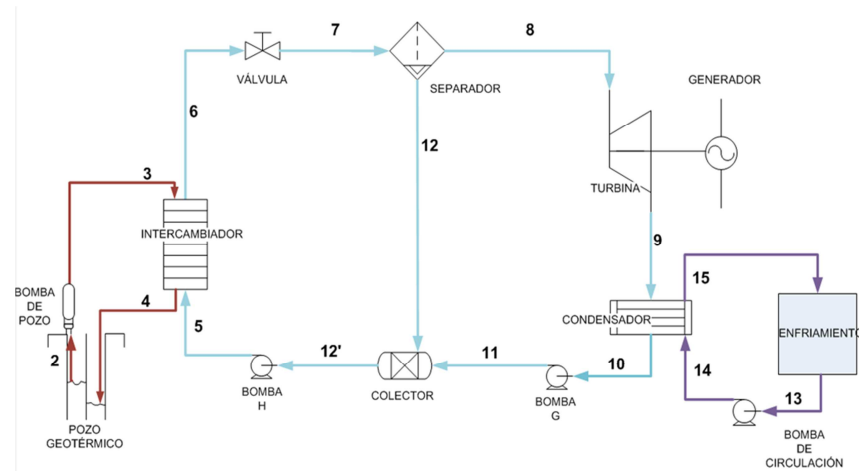 7
8
VÁLVULA
SEPARADOR
GENERADOR
6
12
3
TURBINA
INTERCAMBIADOR
9
15
BOMBA
DE
POZO
4
CONDENSADOR
ENFRIAMIENTO
5
2
12'
11
10
14
13
BOMBA
H
COLECTOR
BOMBA
G
POZO
GEOTÉRMICO
BOMBA
DE
CIRCULACIÓN